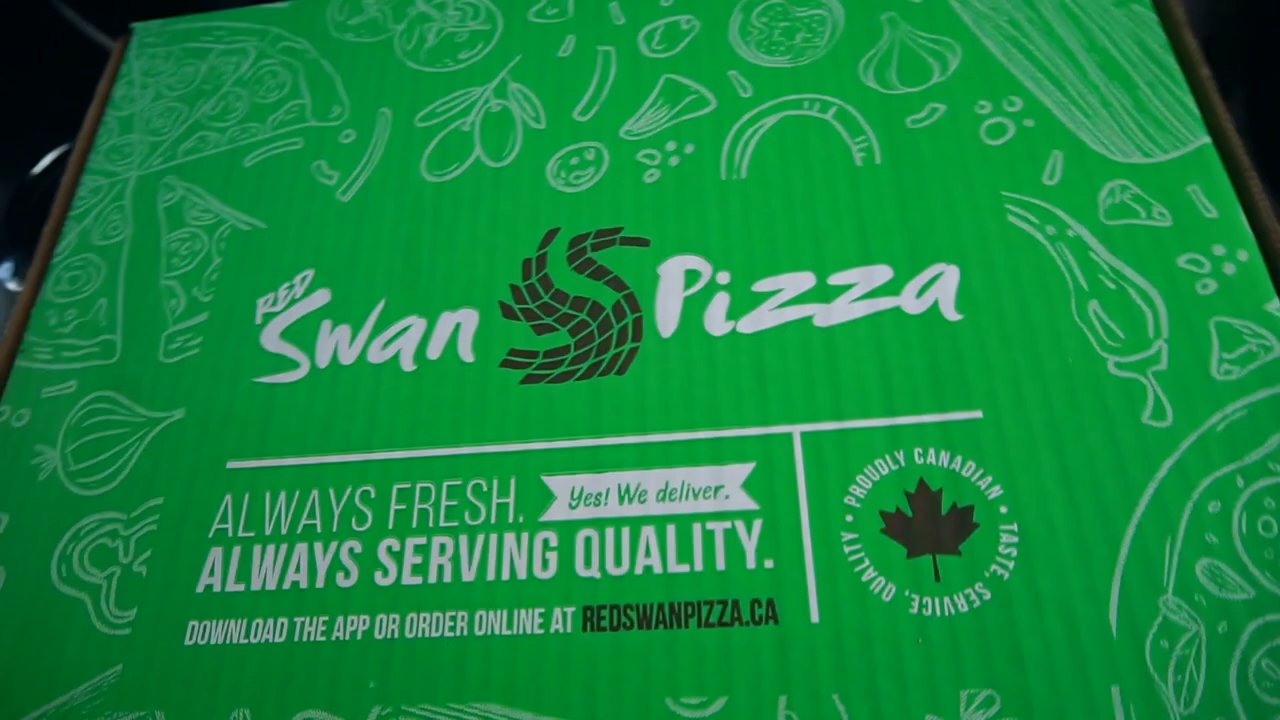 RED
Swan Pizza
ALWAYS FRESH. Yes! We deliver.
ALWAYS SERVING QUALITY.
DOWNLOAD THE APP OR ORDER ONLINE AT REDSWANPIZZA.CA
PROUDLY CANADIAN • TASTE, SERVICE, QUALITY •